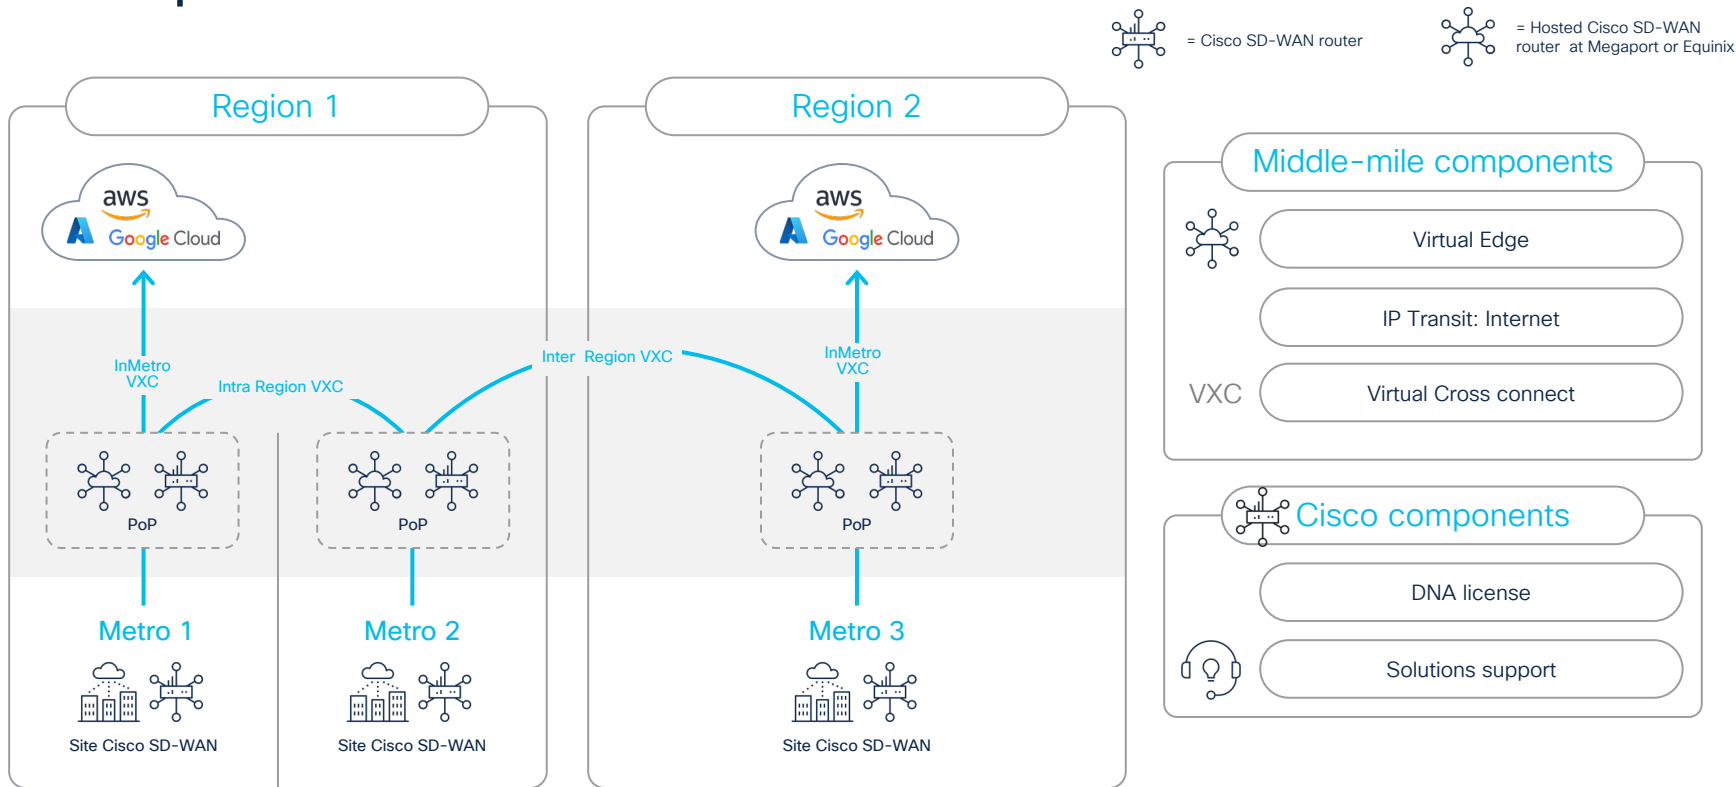 = Cisco SD-WAN router
= Hosted Cisco SD-WAN
router at Megaport or Equinix
Region 1
Region 2
aws
Google Cloud
aws
Google Cloud
InMetro
VXC
Intra Region VXC
Inter Region VXC
InMetro
VXC
PoP
PoP
PoP
Metro 1
Metro 2
Metro 3
Site Cisco SD-WAN
Site Cisco SD-WAN
Site Cisco SD-WAN
Middle-mile components
Virtual Edge
IP Transit: Internet
VXC
Virtual Cross connect
Cisco components
DNA license
Solutions support